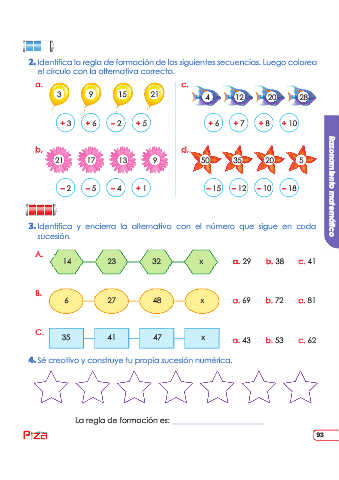 2. Identifica la regla de formación de las siguientes secuencias. Luego colorea
el círculo con la alternativa correcta.
a.
3 9 15 21
+ 3 + 6 - 2 + 5
c.
4 12 20 28
+ 6 + 7 + 8 + 10
b.
21 17 13 9
- 2 - 5 - 4 + 1
d.
50 35 20 5
- 15 - 12 - 10 - 18
Razonamiento matemático
3. Identifica y encierra la alternativa con el número que sigue en cada
sucesión.
A. 14 23 32 x a. 29 b. 38 c. 41
B. 6 27 48 x a. 69 b. 72 c. 81
C. 35 41 47 x a. 43 b. 53 c. 62
4. Sé creativo y construye tu propia sucesión numérica.
La regla de formación es:
Pizza
93